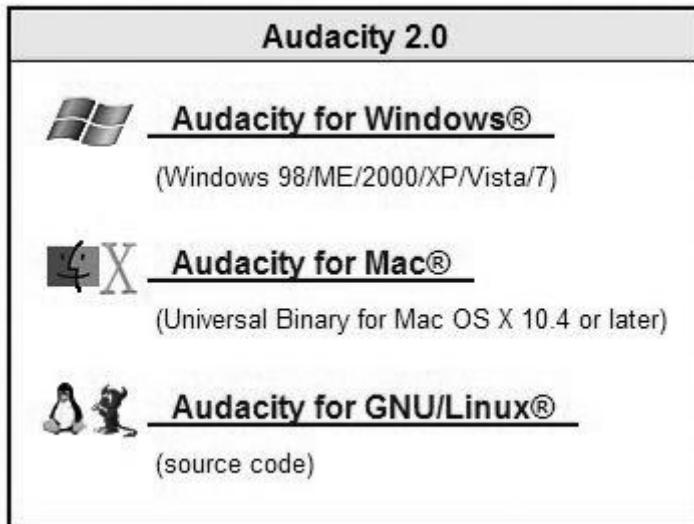 Audacity 2.0
Audacity for Windows®
(Windows 98/ME/2000/XP/Vista/7)
X
Audacity for Mac®
(Universal Binary for Mac OS X 10.4 or later)
Audacity for GNU/Linux®
(source code)